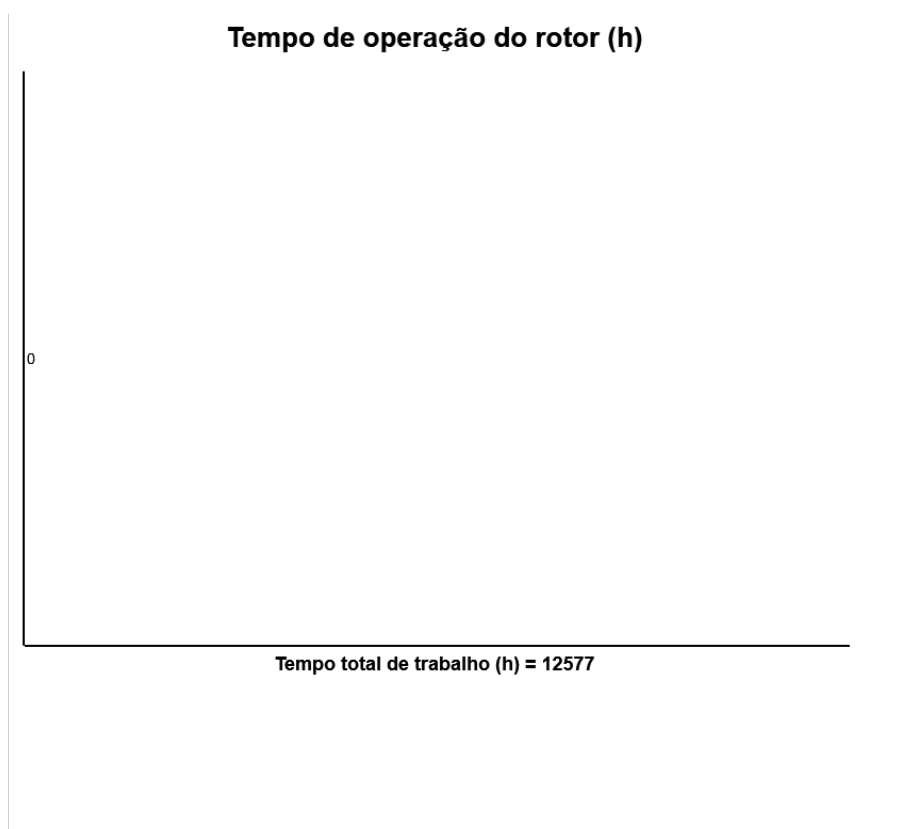 Tempo de operação do rotor (h)
0
Tempo total de trabalho (h) = 12577